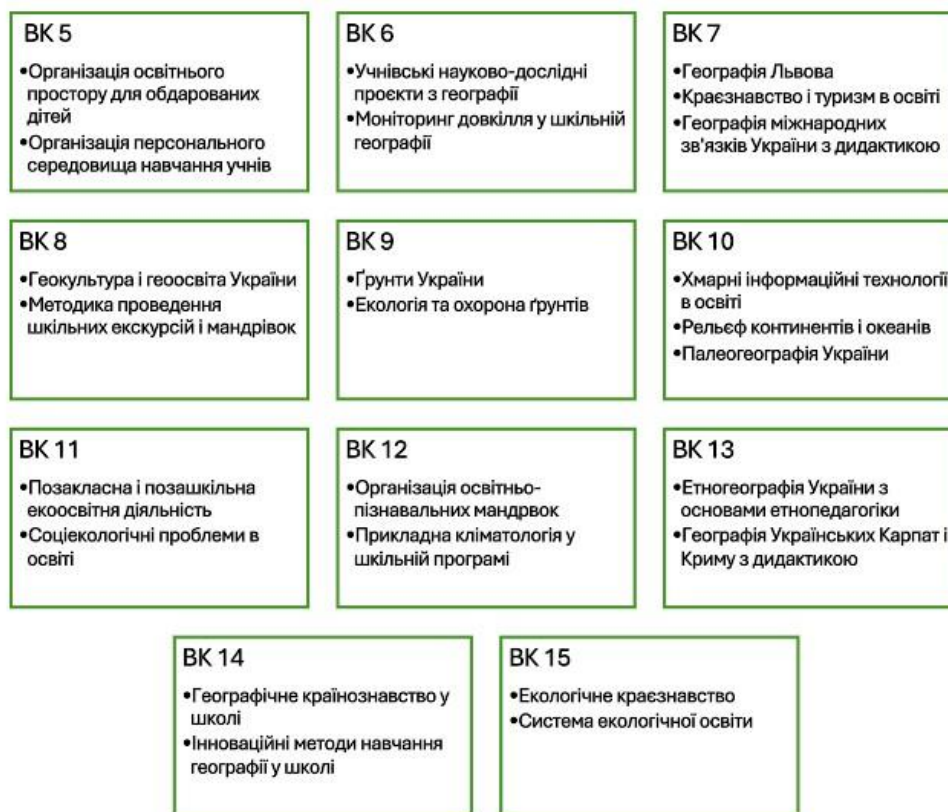 ВК 5
•Організація освітнього
простору для обдарованих
дітей
•Організація персонального
середовища навчання учнів
ВК 6
•Учнівські науково-дослідні
проєкти з географії
•Моніторинг довкілля у шкільній
географії
ВК 7
•Географія Львова
•Краєзнавство і туризм в освіті
•Географія міжнародних
зв'язків України з дидактикою
ВК 8
•Геокультура і геоосвіта України
•Методика проведення
шкільних екскурсій і мандрівок
ВК 9
•Ґрунти України
•Екологія та охорона ґрунтів
ВК 10
•Хмарні інформаційні технології
в освіті
•Рельєф континентів і океанів
•Палеогеографія України
ВК 11
•Позакласна і позашкільна
екоосвітня діяльність
•Соціекологічні проблеми в
освіті
ВК 12
•Організація освітньо-
пізнавальних мандрвок
•Прикладна кліматологія у
шкільній програмі
ВК 13
•Етногеографія України з
основами етнопедагогіки
•Географія Українських Карпат і
Криму з дидактикою
ВК 14
•Географічне країнознавство у
школі
•Інноваційні методи навчання
географії у школі
ВК 15
•Екологічне краєзнавство
•Система екологічної освіти